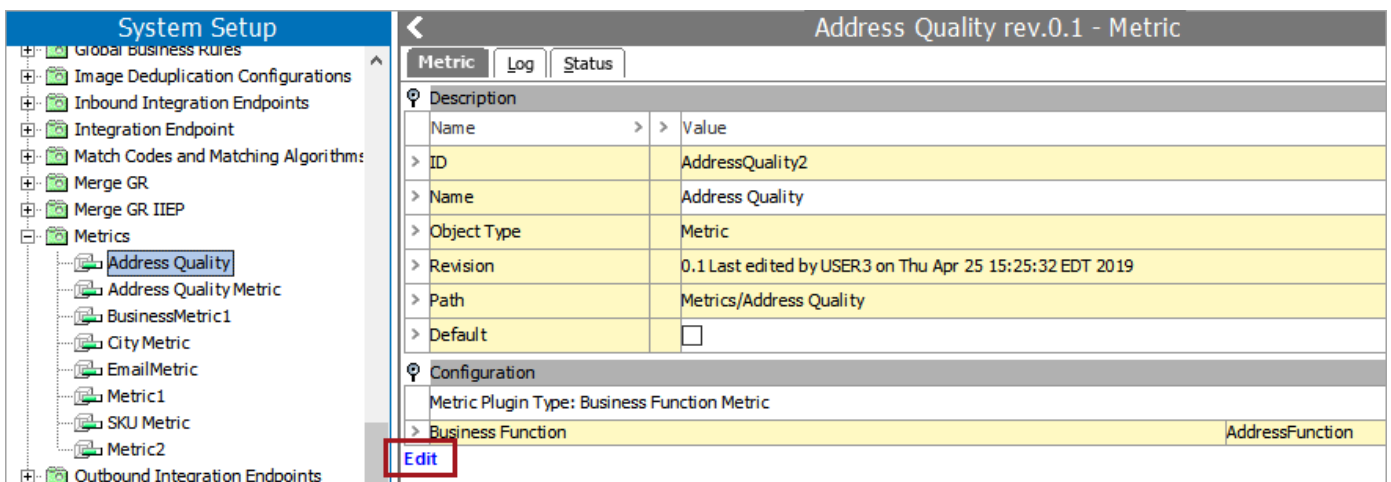 System Setup
Global Business Rules
Image Deduplication Configurations
Inbound Integration Endpoints
Integration Endpoint
Match Codes and Matching Algorithms
Merge GR
Merge GR IIEP
Metrics
Address Quality
Address Quality Metric
BusinessMetric1
City Metric
EmailMetric
Metric1
SKU Metric
Metric2
Outbound Integration Endpoints
Address Quality rev.0.1 - Metric
Metric Log Status
Description
Name > > Value
> ID AddressQuality2
> Name Address Quality
> Object Type Metric
> Revision 0.1 Last edited by USER3 on Thu Apr 25 15:25:32 EDT 2019
> Path Metrics/Address Quality
> Default
Configuration
Metric Plugin Type: Business Function Metric
> Business Function AddressFunction
Edit